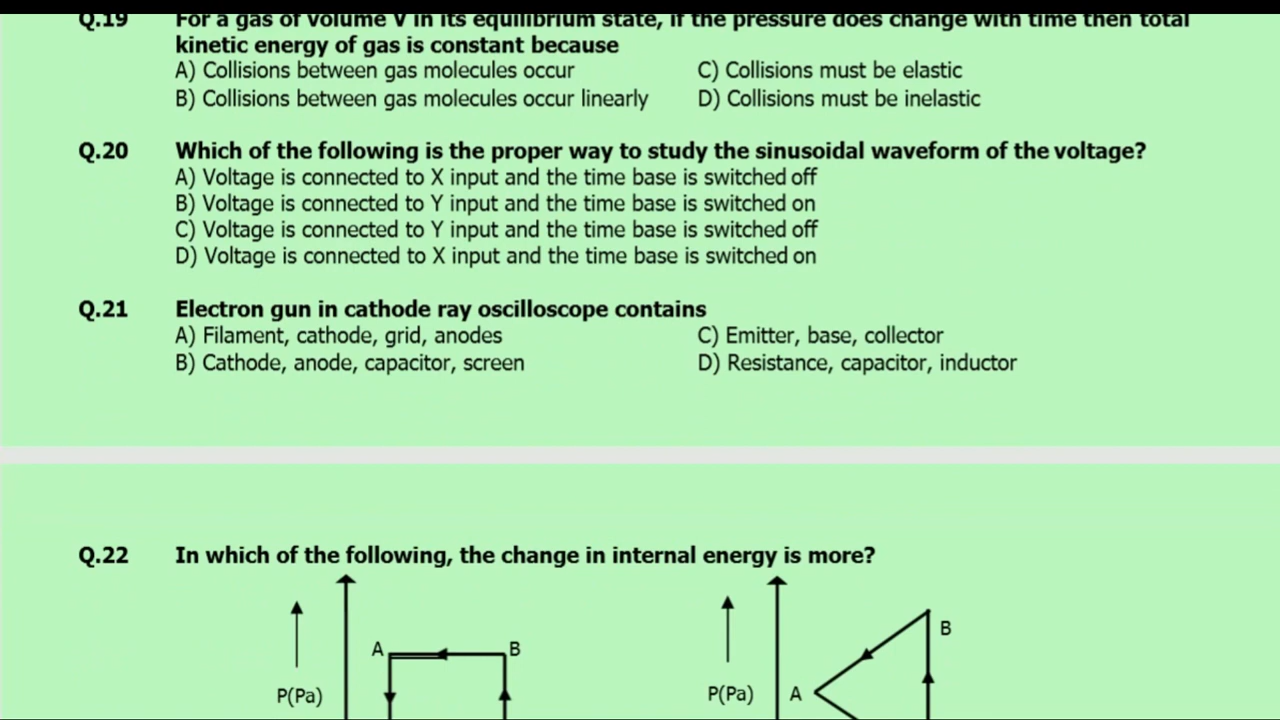 Q.19 For a gas of volume V in its equilibrium state, if the pressure does change with time then total
kinetic energy of gas is constant because
A) Collisions between gas molecules occur C) Collisions must be elastic
B) Collisions between gas molecules occur linearly D) Collisions must be inelastic
Q.20 Which of the following is the proper way to study the sinusoidal waveform of the voltage?
A) Voltage is connected to X input and the time base is switched off
B) Voltage is connected to Y input and the time base is switched on
C) Voltage is connected to Y input and the time base is switched off
D) Voltage is connected to X input and the time base is switched on
Q.21 Electron gun in cathode ray oscilloscope contains
A) Filament, cathode, grid, anodes C) Emitter, base, collector
B) Cathode, anode, capacitor, screen D) Resistance, capacitor, inductor
Q.22 In which of the following, the change in internal energy is more?
A B B
P(Pa) P(Pa) A